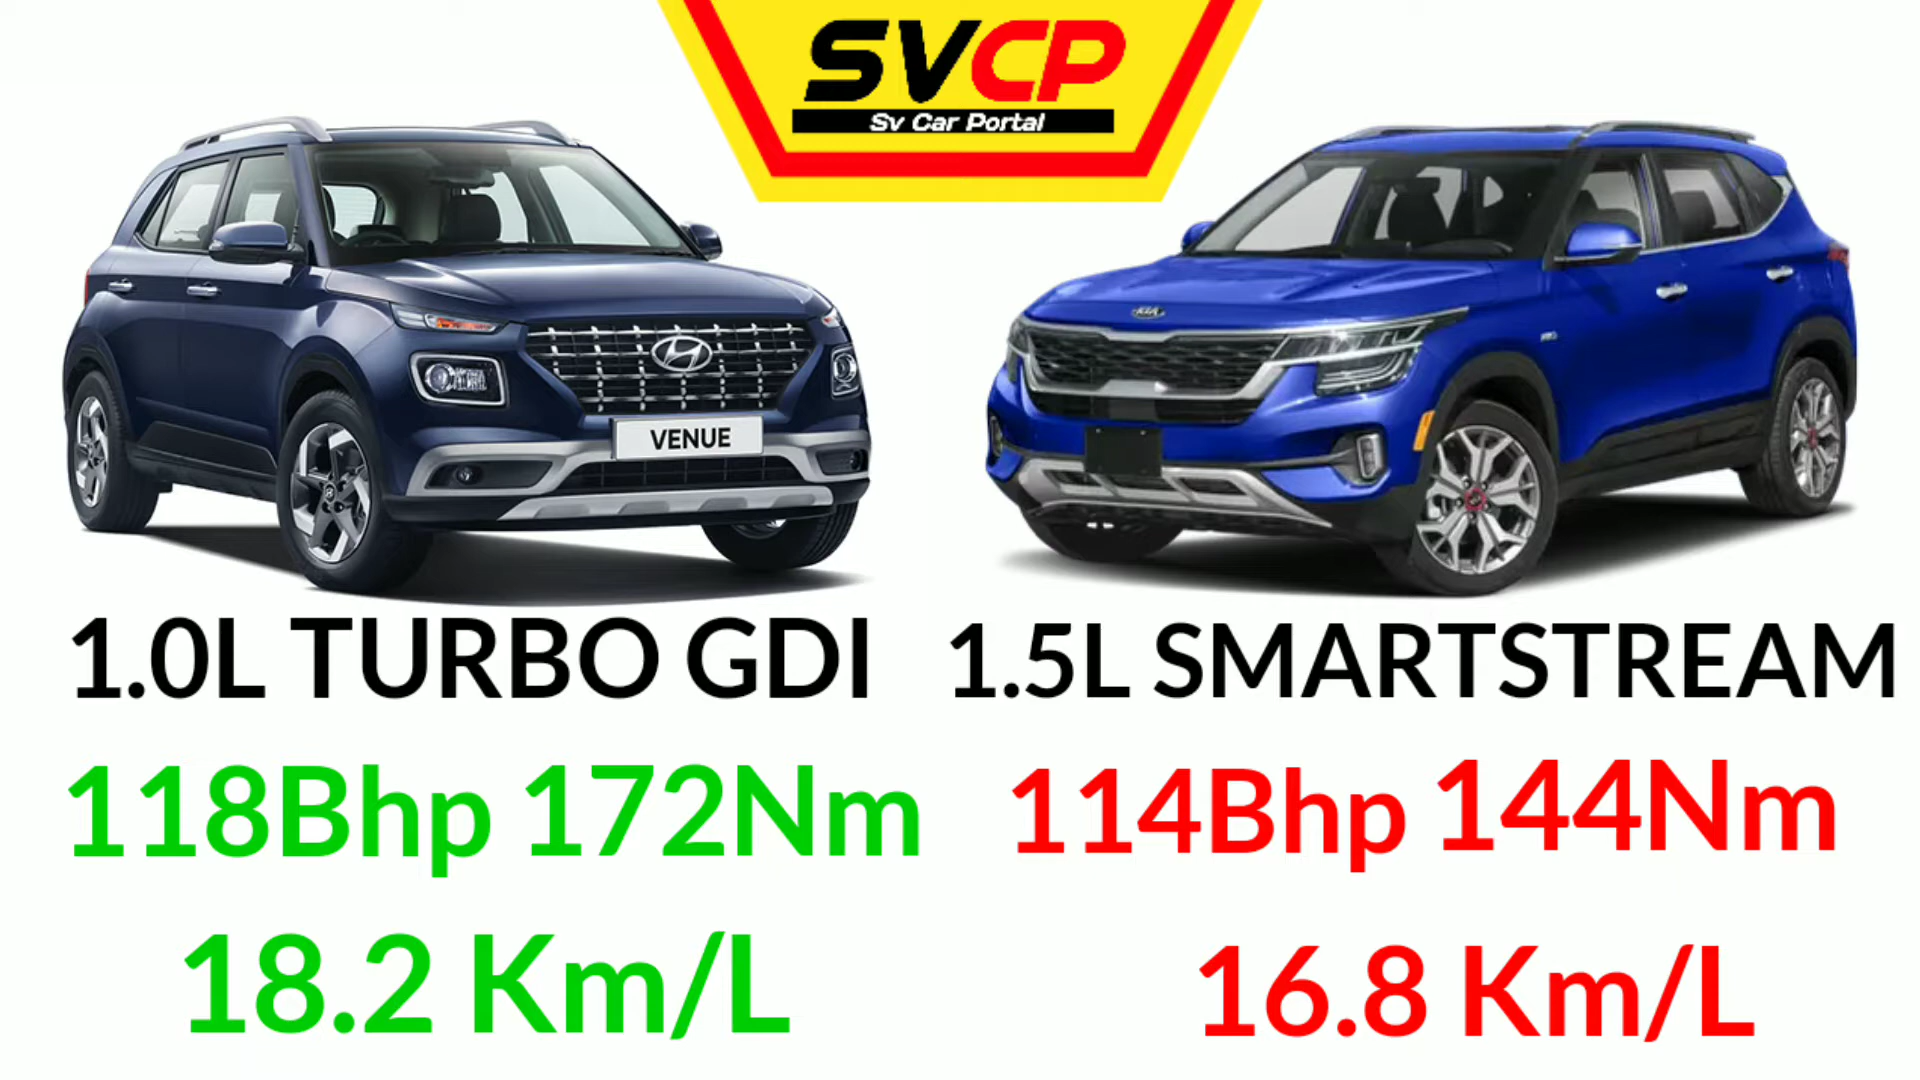 SVCP
Sv Car Portal
KIA
VENUE
1.0L TURBO GDI
118Bhp 172Nm
18.2 Km/L
1.5L SMARTSTREAM
114Bhp 144Nm
16.8 Km/L